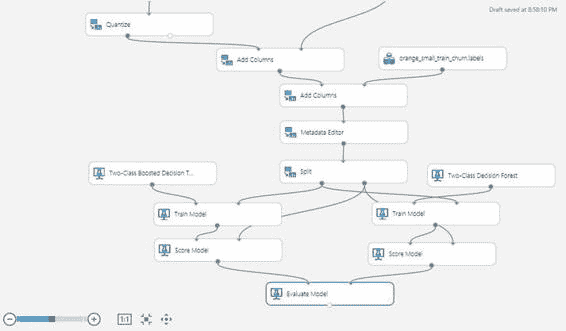 Draft saved at 8:58:10 PM
Quantize
Add Columns
orange_small_train_churn.labels
Add Columns
Metadata Editor
Two-Class Boosted Decision T...
Split
Two-Class Decision Forest
Train Model
Train Model
Score Model
Score Model
Evaluate Model
1:1